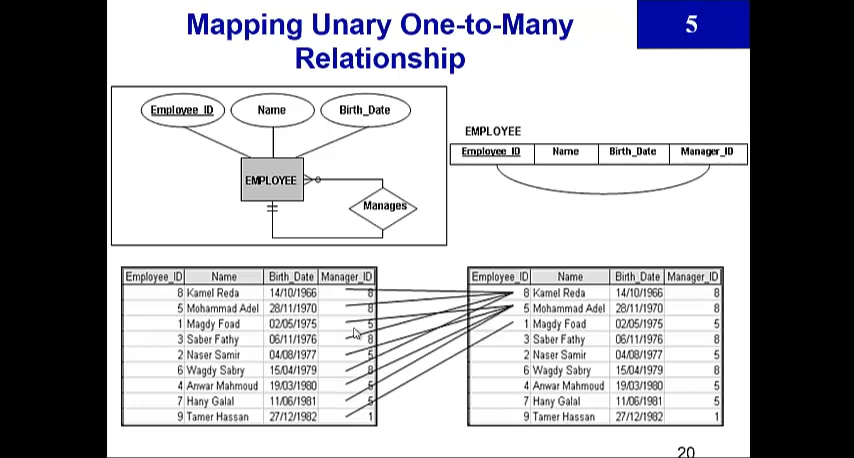 Mapping Unary One-to-Many
Relationship
5
Employee_ID Name Birth_Date
EMPLOYEE
Manages
EMPLOYEE
Employee_ID Name Birth_Date Manager_ID
Employee_ID Name Birth_Date Manager_ID
8 Kamel Reda 14/10/1966 8
5 Mohammad Adel 28/11/1970 8
1 Magdy Foad 02/05/1975 5
3 Saber Fathy 06/11/1976 8
2 Naser Samir 04/08/1977 5
6 Wagdy Sabry 15/04/1979 8
4 Anwar Mahmoud 19/03/1980 5
7 Hany Galal 11/06/1981 5
9 Tamer Hassan 27/12/1982 1
Employee_ID Name Birth_Date Manager_ID
8 Kamel Reda 14/10/1966 8
5 Mohammad Adel 28/11/1970 8
1 Magdy Foad 02/05/1975 5
3 Saber Fathy 06/11/1976 8
2 Naser Samir 04/08/1977 5
6 Wagdy Sabry 15/04/1979 8
4 Anwar Mahmoud 19/03/1980 5
7 Hany Galal 11/06/1981 5
9 Tamer Hassan 27/12/1982 1
20